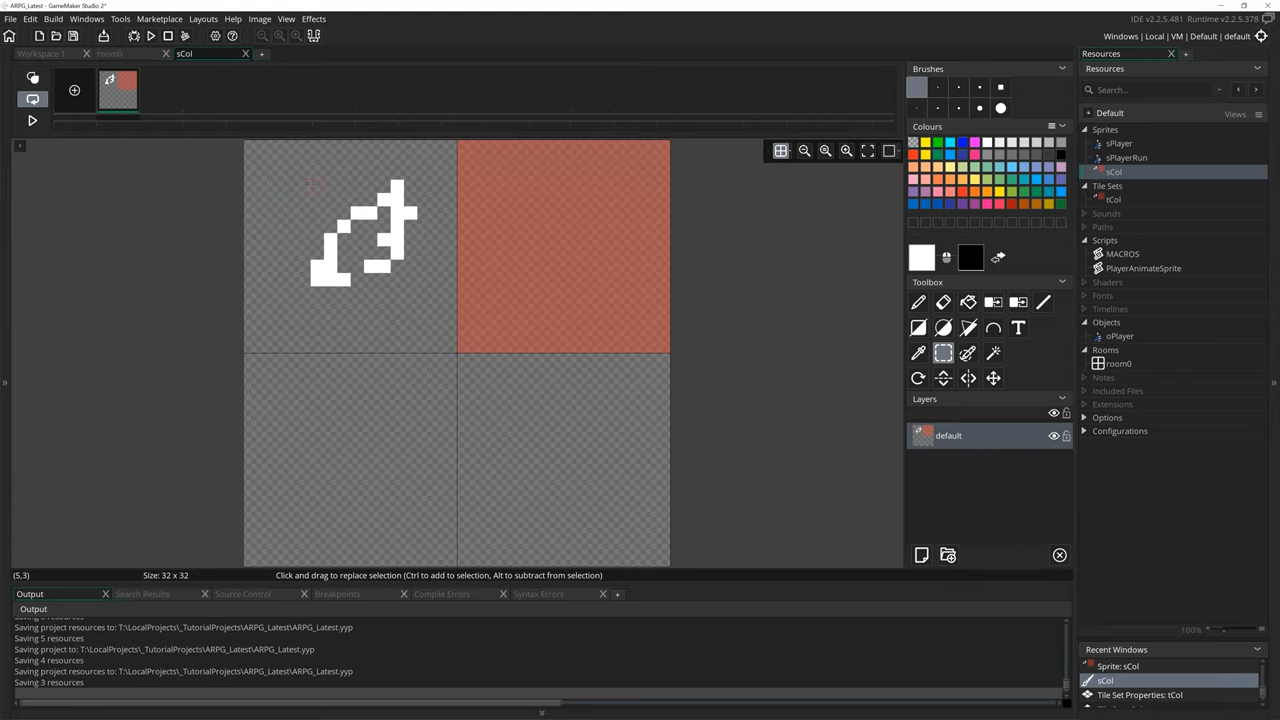 ARPG_Latest - GameMaker Studio 2*
File Edit Build Windows Tools Marketplace Layouts Help Image View Effects
IDE v2.2.5.481 Runtime v2.2.5.378
Windows | Local | VM | Default | default
Workspace 1 room0 sCol
Resources
Brushes
Resources
Search...
Default Views
Colours
Sprites
sPlayer
sPlayerRun
sCol
Tile Sets
tCol
Sounds
Paths
Scripts
MACROS
PlayerAnimateSprite
Shaders
Fonts
Timelines
Objects
oPlayer
Rooms
room0
Notes
Included Files
Extensions
Options
Configurations
Toolbox
T
Layers
default
(5,3) Size: 32 x 32 Click and drag to replace selection (Ctrl to add to selection, Alt to subtract from selection)
Output Search Results Source Control Breakpoints Compile Errors Syntax Errors
Output
Saving project resources to: T:\LocalProjects\_TutorialProjects\ARPG_Latest\ARPG_Latest.yyp
Saving 5 resources
Saving project to: T:\LocalProjects\_TutorialProjects\ARPG_Latest\ARPG_Latest.yyp
Saving 4 resources
Saving project resources to: T:\LocalProjects\_TutorialProjects\ARPG_Latest\ARPG_Latest.yyp
Saving 3 resources
100%
Recent Windows
Sprite: sCol
sCol
Tile Set Properties: tCol